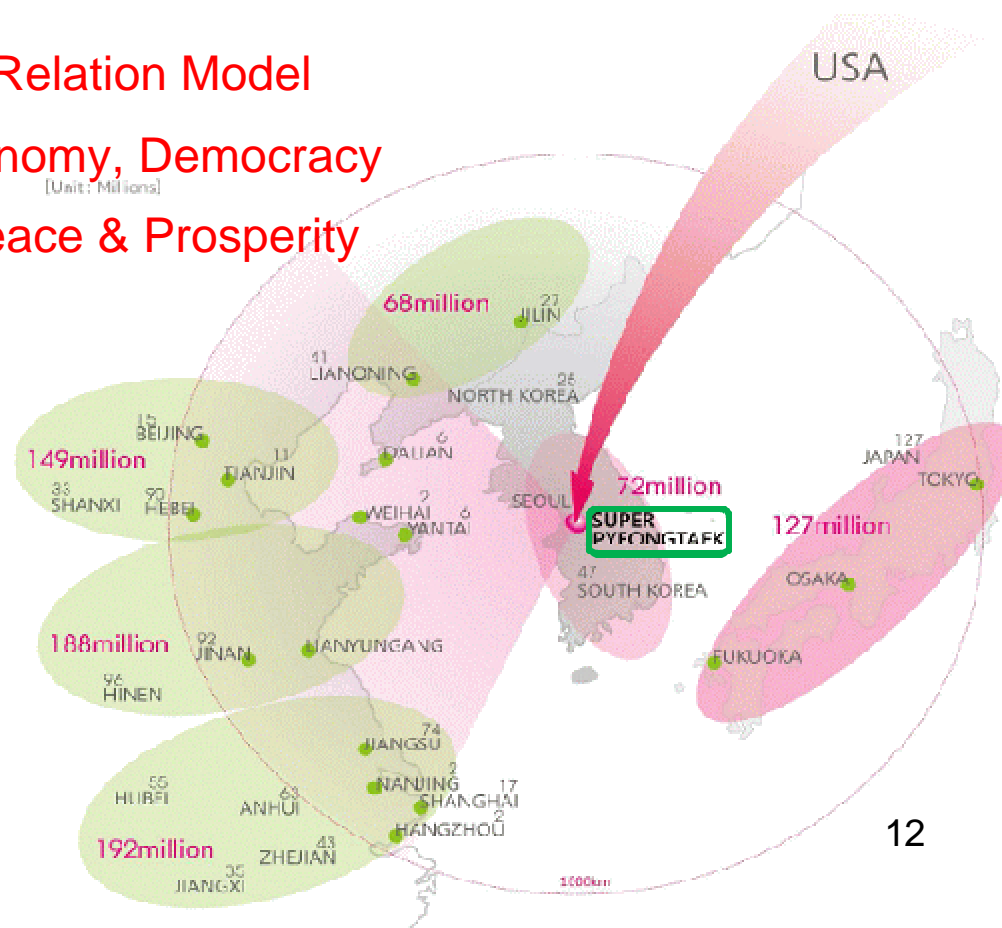 USA
Relation Model
nomy, Democracy
[Unit: Millions]
eace & Prosperity
68million
27
JILIN
41
LIANONING
26
NORTH KOREA
15
BEIJING
149million
11
TIANJIN
33
SHANXI
90
HEBEI
6
DALIAN
2
WEIHAI
6
YANTAI
SEOUL
72million
SUPER
PYEONGTAEK
47
SOUTH KOREA
127
JAPAN
TOKYO
127million
OSAKA
FUKUOKA
188million
92
JINAN
LIANYUNGANG
96
HINEN
74
JIANGSU
2
NANJING
17
SHANGHAI
2
HANGZHOU
55
HUBEI
63
ANHUI
43
ZHEJIAN
192million
35
JIANGXI
12
1000km